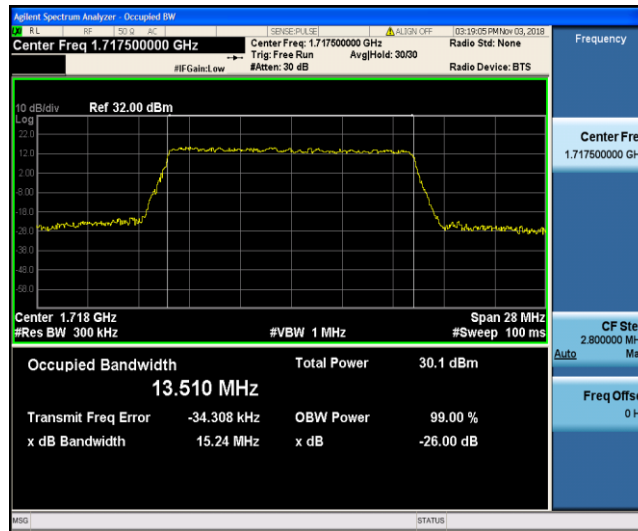 Agilent Spectrum Analyzer - Occupied BW
RL RF 50 Ω AC SENSE:PULSE ALIGN OFF 03:19:05 PM Nov 03, 2018
Center Freq 1.717500000 GHz
Center Freq: 1.717500000 GHz
Radio Std: None
Trig: Free Run Avg|Hold: 30/30
#IFGain:Low #Atten: 30 dB Radio Device: BTS
10 dB/div Ref 32.00 dBm
Log
22.0
12.0
2.00
-8.00
-18.0
-28.0
-38.0
-48.0
-58.0
Center 1.718 GHz Span 28 MHz
#Res BW 300 kHz #VBW 1 MHz #Sweep 100 ms
Occupied Bandwidth Total Power 30.1 dBm
13.510 MHz
Transmit Freq Error -34.308 kHz OBW Power 99.00 %
x dB Bandwidth 15.24 MHz x dB -26.00 dB
Frequency
Center Fre
1.717500000 GH
CF Ste
2.800000 MH
Auto Ma
Freq Offse
0 H
MSG STATUS